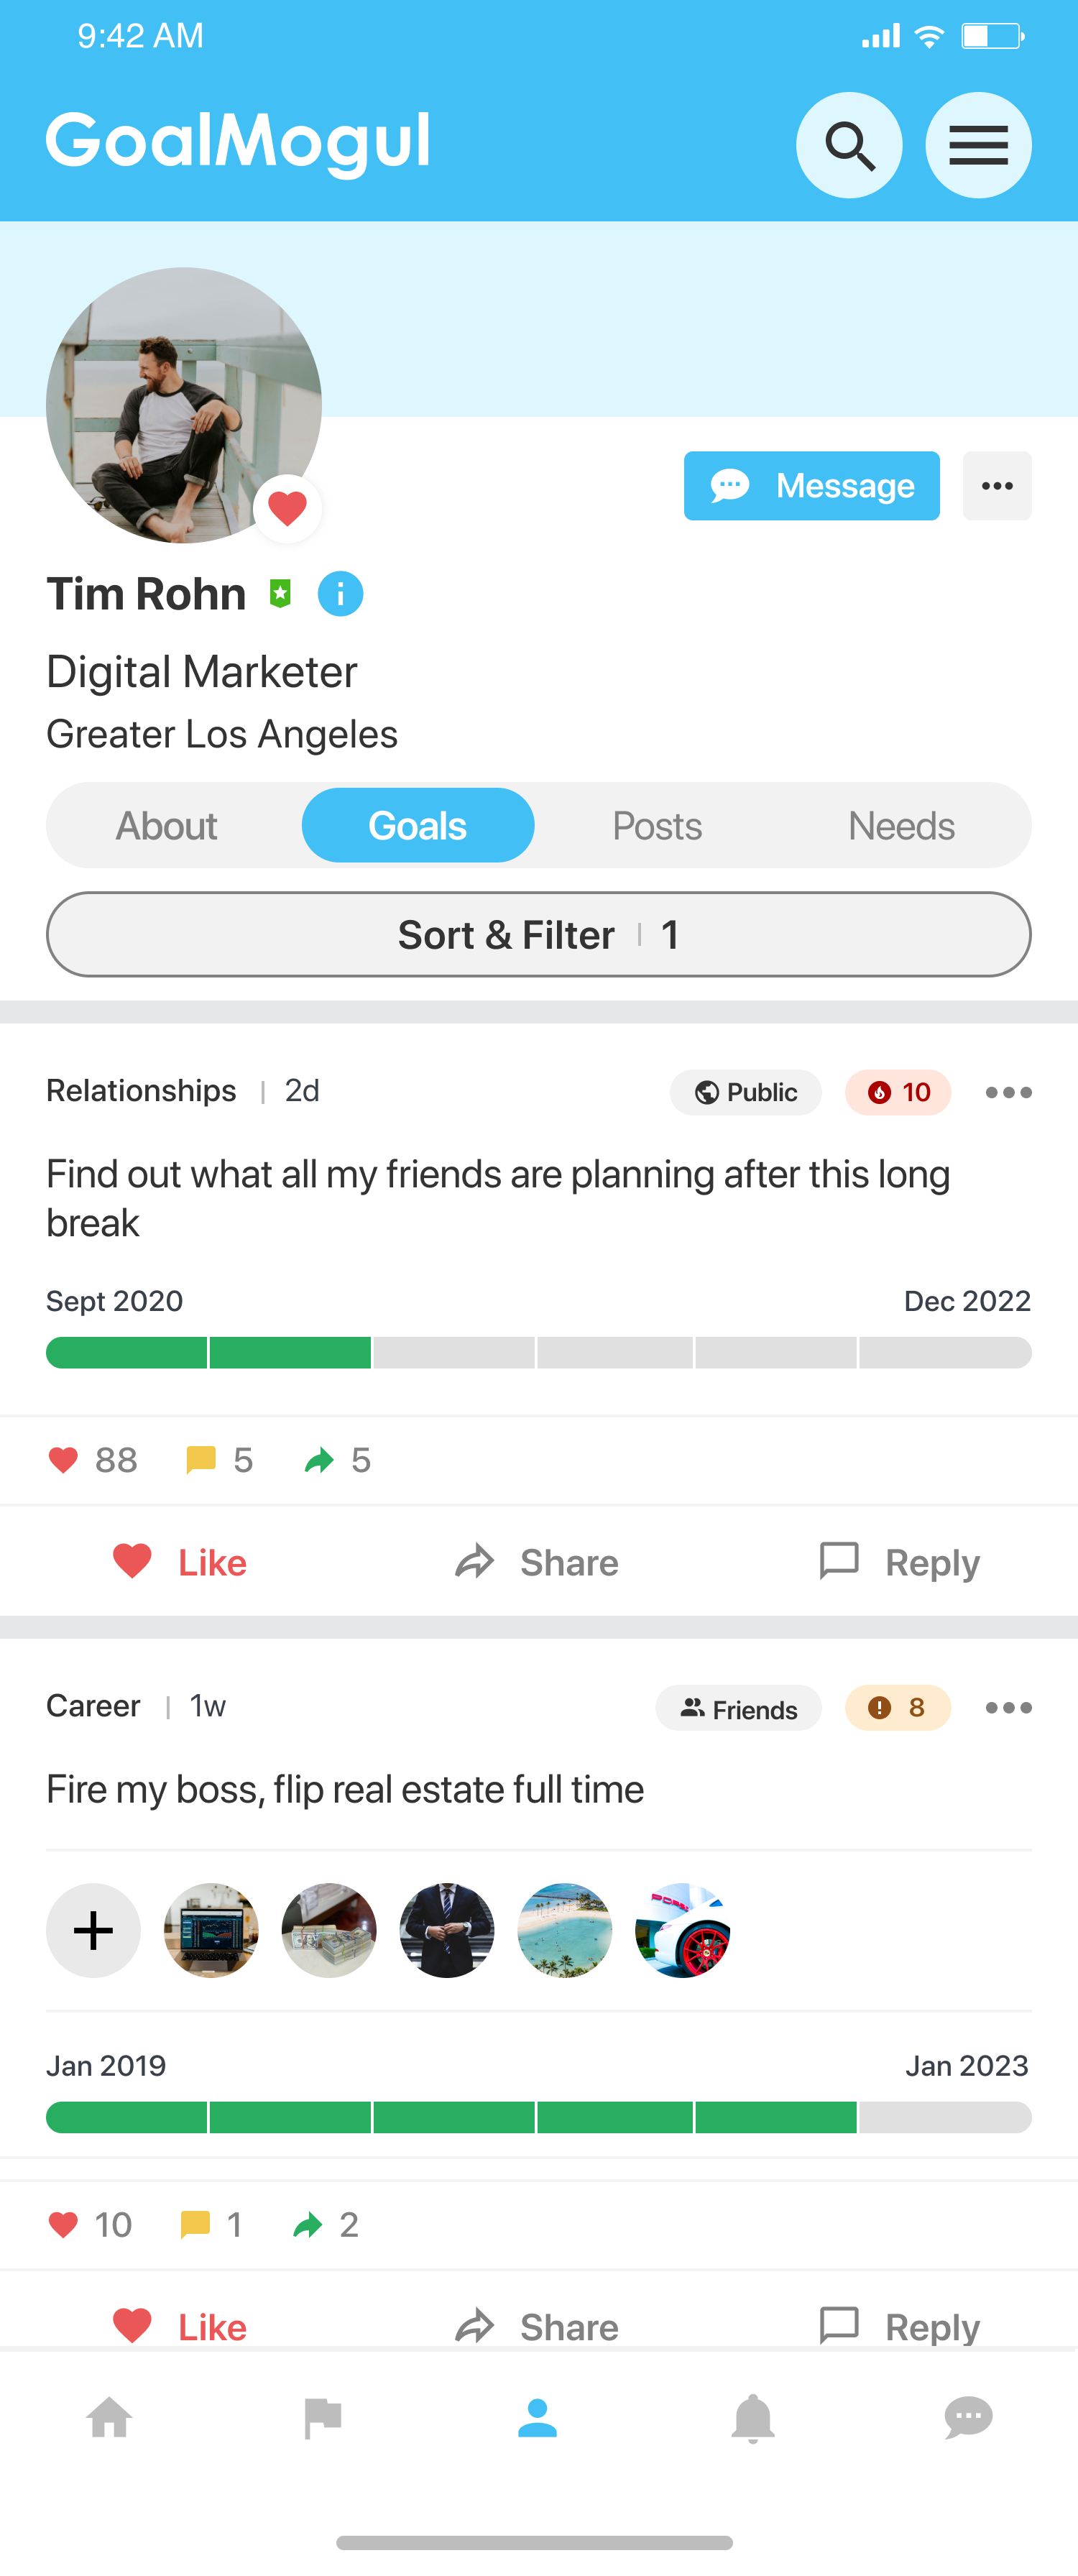 9:42 AM
GoalMogul
Message
Tim Rohn
Digital Marketer
Greater Los Angeles
About Goals Posts Needs
Sort & Filter | 1
Relationships | 2d Public 10
Find out what all my friends are planning after this long
break
Sept 2020 Dec 2022
88 5 5
Like Share Reply
Career | 1w Friends 8
Fire my boss, flip real estate full time
Jan 2019 Jan 2023
10 1 2
Like Share Reply